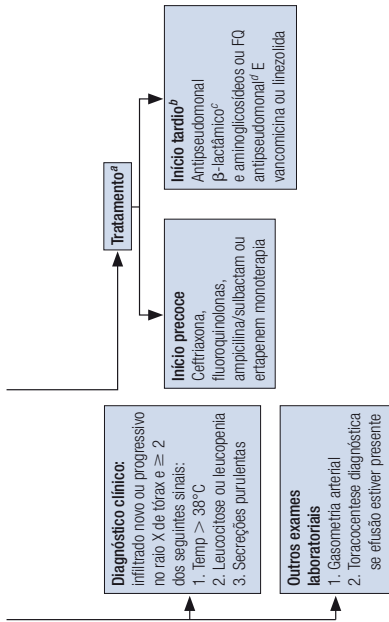 Diagnóstico clínico:
infiltrado novo ou progressivo
no raio X de tórax e ≥ 2
dos seguintes sinais:
1. Temp > 38°C
2. Leucocitose ou leucopenia
3. Secreções purulentas
Outros exames
laboratoriais
1. Gasometria arterial
2. Toracocentese diagnóstica
se efusão estiver presente
Tratamentoᵃ
Início precoce
Ceftriaxona,
fluoroquinolonas,
ampicilina/sulbactam ou
ertapenem monoterapia
Início tardioᵇ
Antipseudomonal
β-lactâmicoᶜ
e aminoglicosídeos ou FQ
antipseudomonalᵈ E
vancomicina ou linezolida